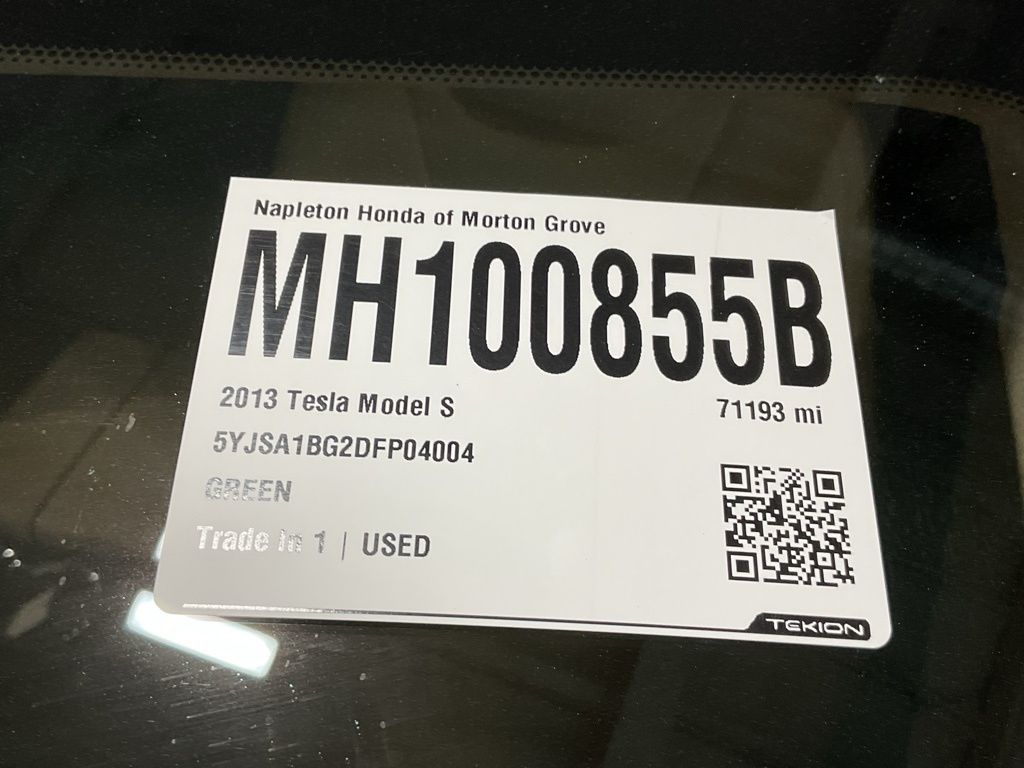 Napleton Honda of Morton Grove
MH100855B
2013 Tesla Model S
71193 mi
5YJSA1BG2DFP04004
GREEN
Trade In 1 | USED
TEKION